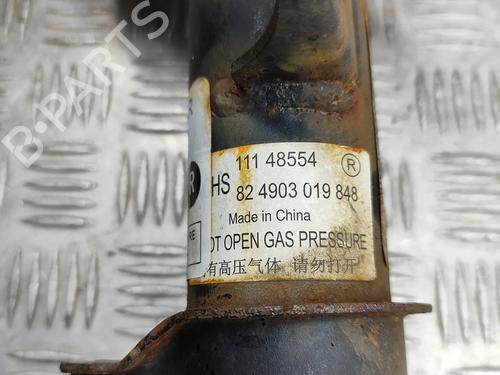 B-PARTS
11 48554 R
HS 82 4903 019 848
Made in China
OPEN GAS PRESSURE
有高压气体 请勿打开
R